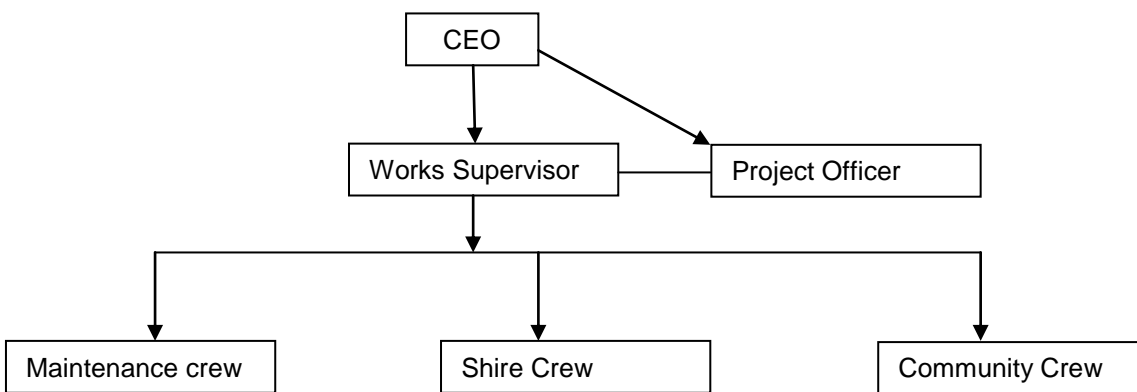 CEO
Works Supervisor
Project Officer
Maintenance crew
Shire Crew
Community Crew